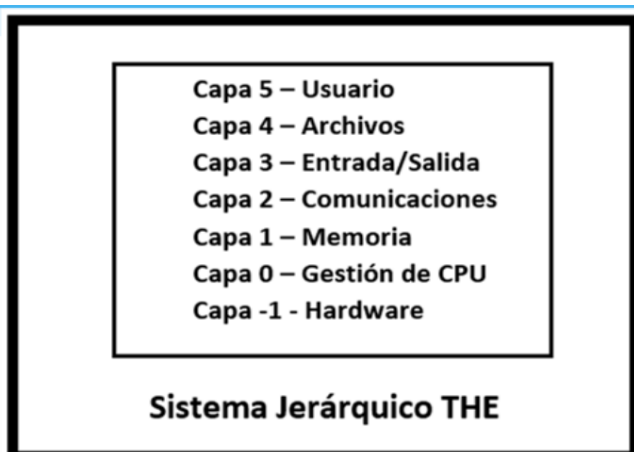 Capa 5 – Usuario
Capa 4 – Archivos
Capa 3 – Entrada/Salida
Capa 2 – Comunicaciones
Capa 1 – Memoria
Capa 0 – Gestión de CPU
Capa -1 - Hardware
Sistema Jerárquico THE